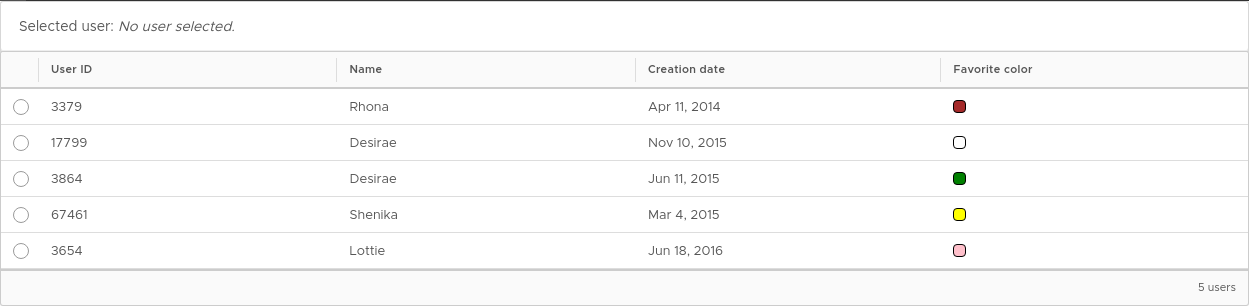 Selected user: No user selected.
User ID Name Creation date Favorite color
3379 Rhona Apr 11, 2014
17799 Desirae Nov 10, 2015
3864 Desirae Jun 11, 2015
67461 Shenika Mar 4, 2015
3654 Lottie Jun 18, 2016
5 users